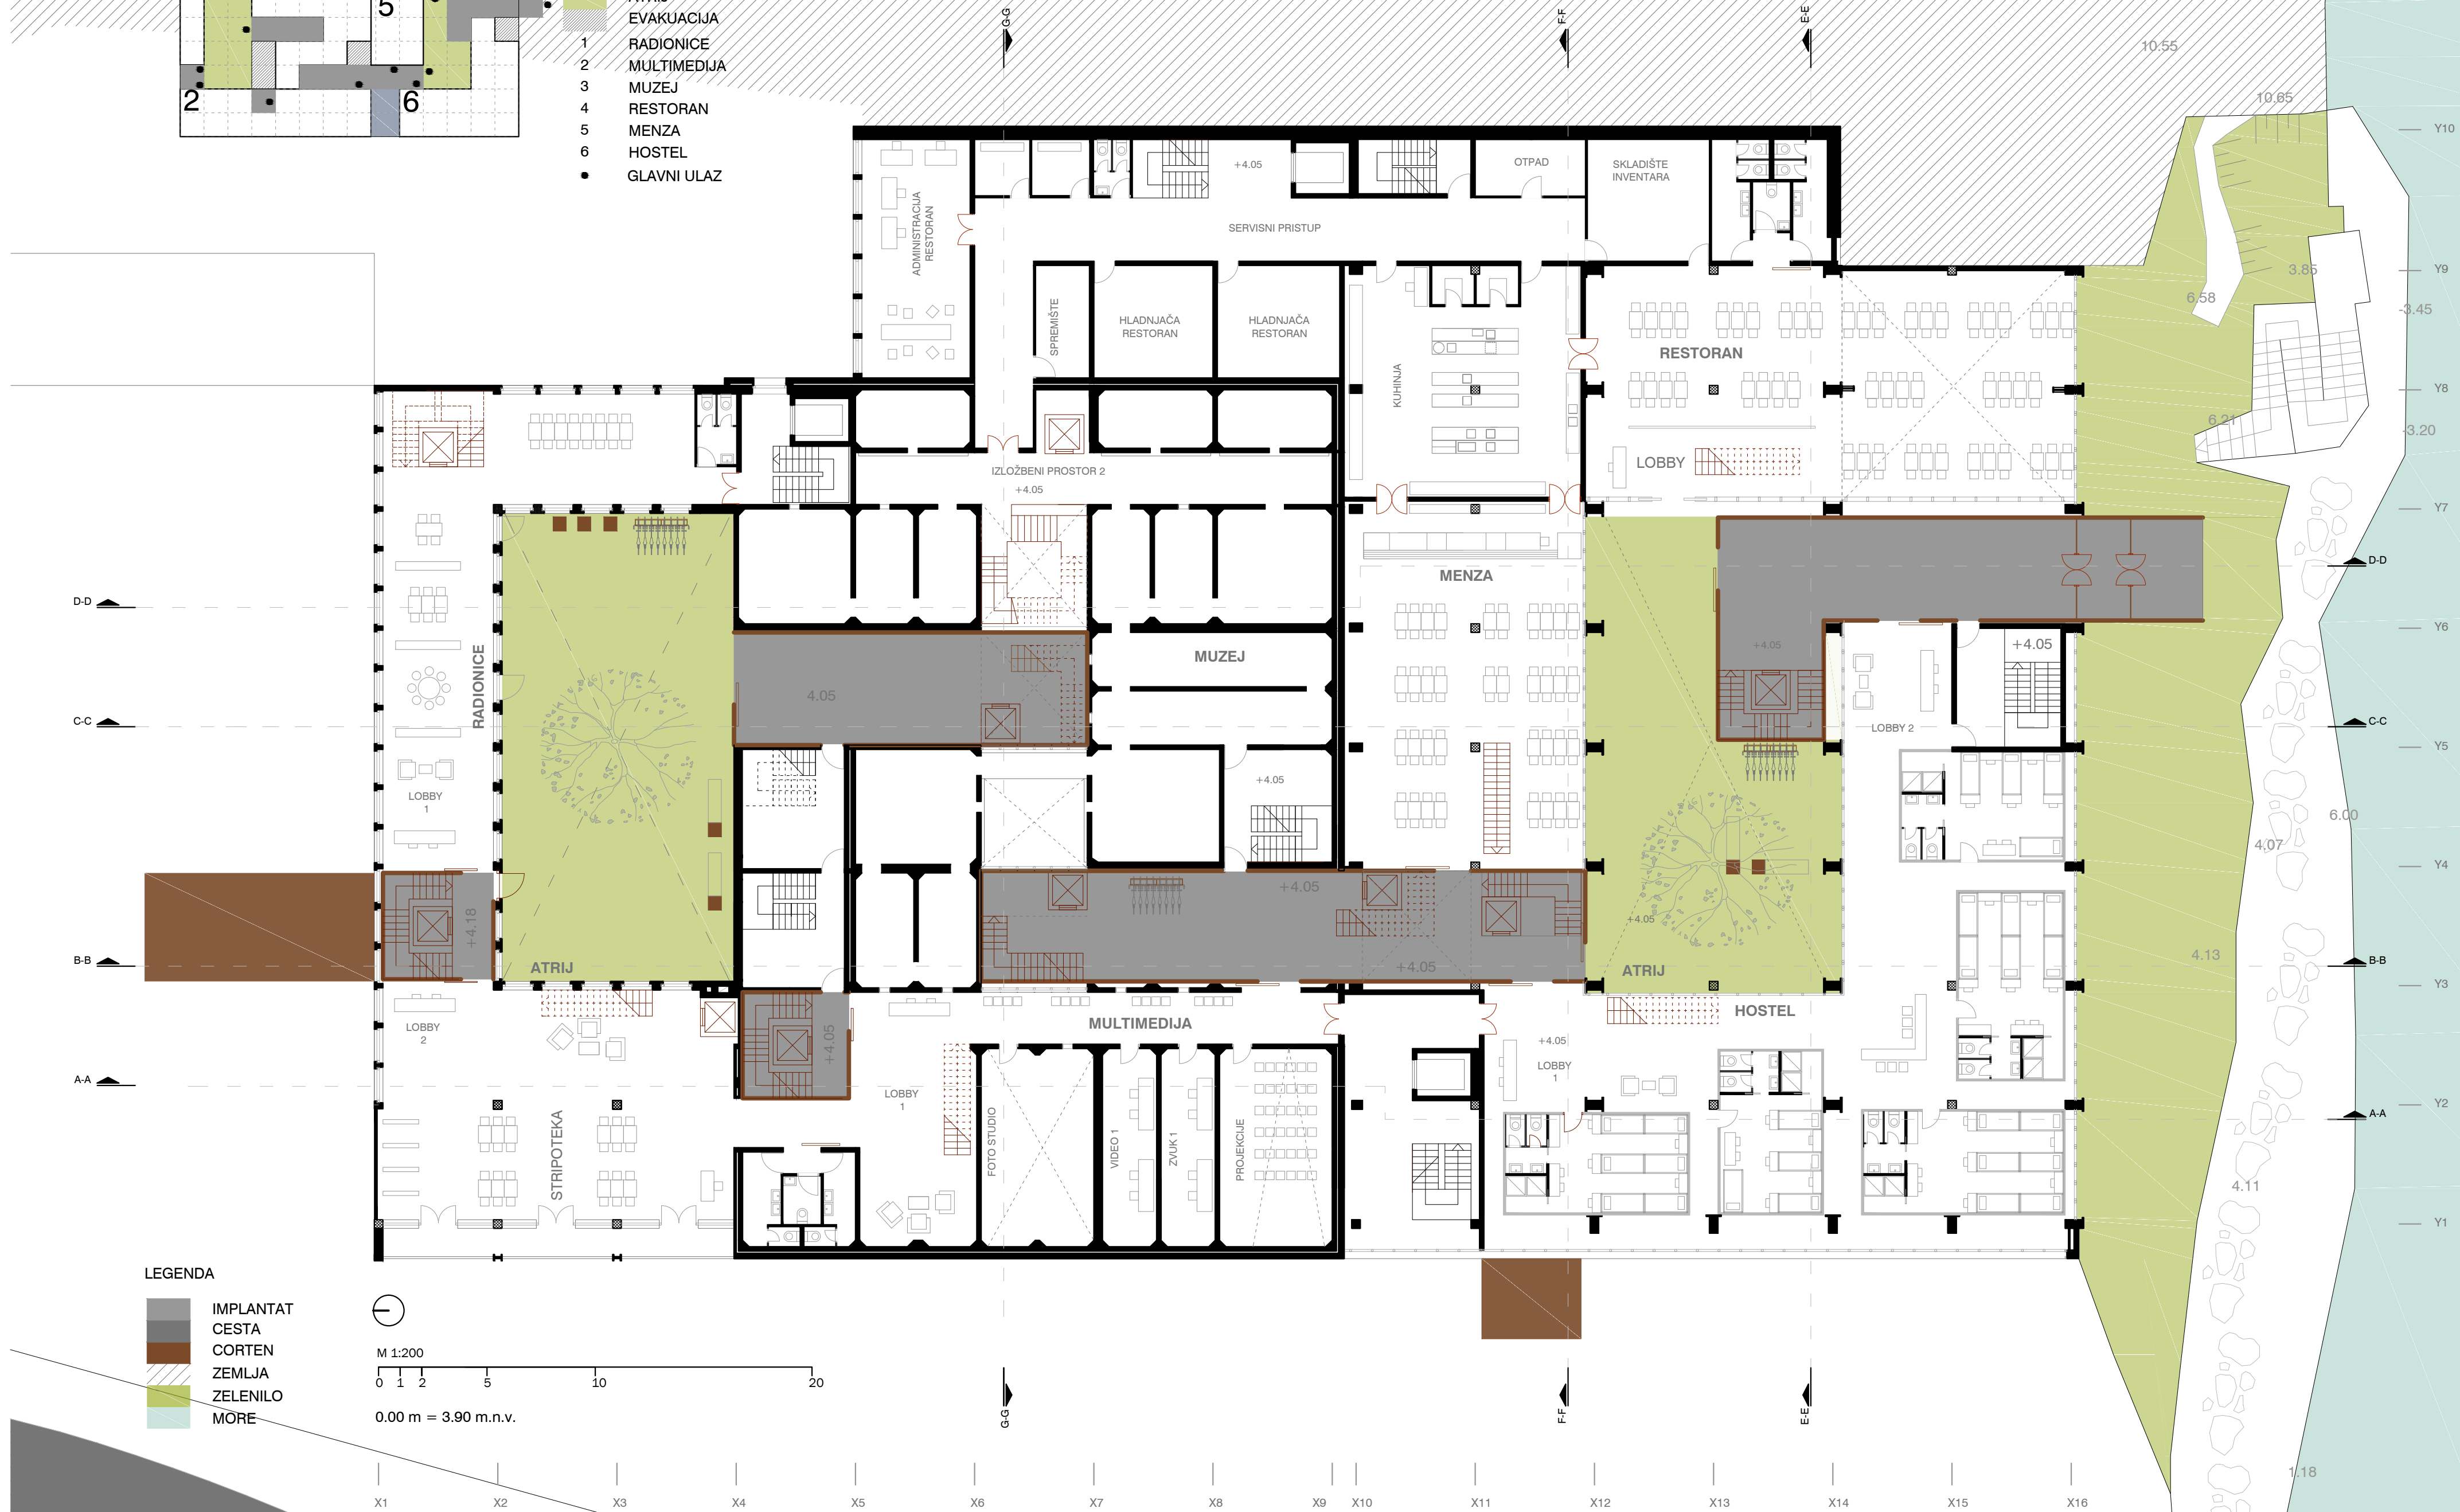 5
2
6
EVAKUACIJA
1 RADIONICE
2 MULTIMEDIJA
3 MUZEJ
4 RESTORAN
5 MENZA
6 HOSTEL
GLAVNI ULAZ
G-G
F-F
E-E
10.55
10.65
Y10
ADMINISTRACIJA
RESTORAN
+4.05
OTPAD
SKLADIŠTE
INVENTARA
SERVISNI PRISTUP
3.85
Y9
6.58
-3.45
SPREMIŠTE
HLADNJAČA
RESTORAN
HLADNJAČA
RESTORAN
KUHINJA
RESTORAN
Y8
6.21
-3.20
LOBBY
IZLOŽBENI PROSTOR 2
+4.05
Y7
D-D
MENZA
D-D
RADIONICE
MUZEJ
+4.05
+4.05
Y6
4.05
C-C
LOBBY 2
C-C
Y5
LOBBY
1
+4.05
6.00
4.07
Y4
+4.18
+4.05
+4.05
4.13
B-B
ATRIJ
+4.05
ATRIJ
B-B
Y3
LOBBY
2
+4.05
MULTIMEDIJA
HOSTEL
+4.05
LOBBY
1
A-A
LOBBY
1
STRIPOTEKA
FOTO STUDIO
VIDEO 1
ZVUK 1
PROJEKCIJE
A-A
Y2
4.11
Y1
LEGENDA
IMPLANTAT
CESTA
CORTEN
ZEMLJA
ZELENILO
MORE
M 1:200
0 1 2 5 10 20
0.00 m = 3.90 m.n.v.
G-G
F-F
E-E
1.18
X1 X2 X3 X4 X5 X6 X7 X8 X9 X10 X11 X12 X13 X14 X15 X16